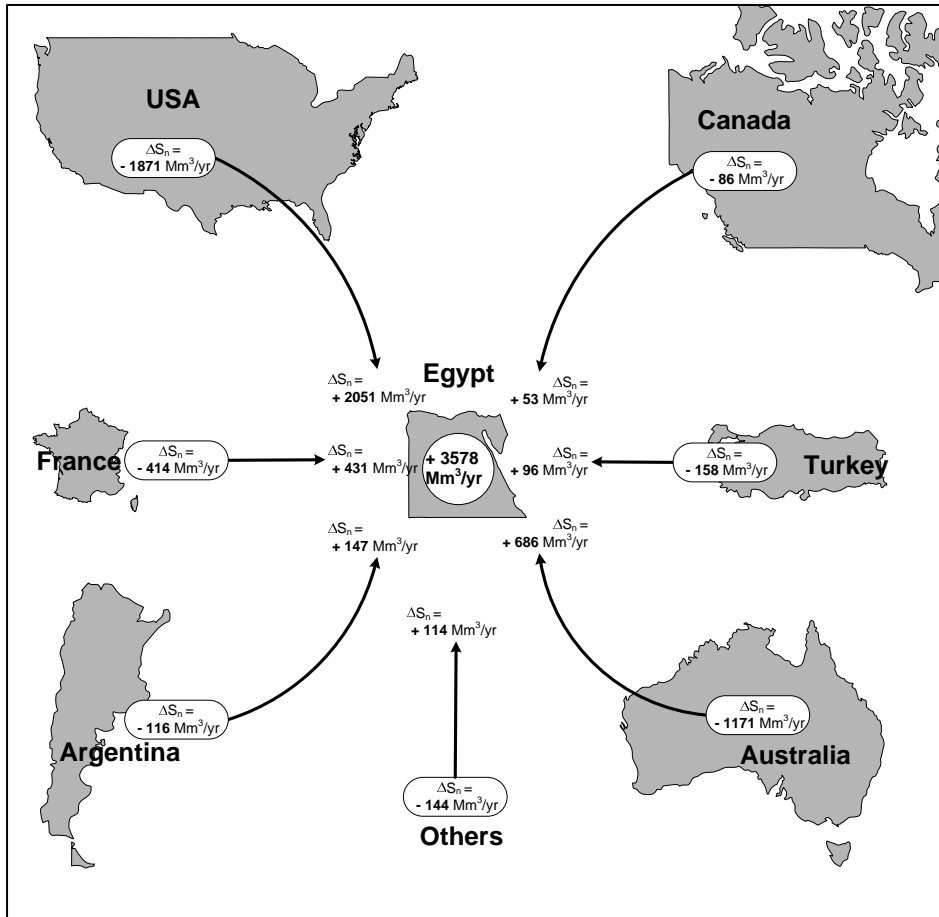 USA
ΔSₙ =
- 1871 Mm³/yr
Canada
ΔSₙ =
- 86 Mm³/yr
ΔSₙ =
+ 2051 Mm³/yr
Egypt
ΔSₙ =
+ 53 Mm³/yr
France
ΔSₙ =
- 414 Mm³/yr
ΔSₙ =
+ 431 Mm³/yr
+ 3578
Mm³/yr
ΔSₙ =
+ 96 Mm³/yr
ΔSₙ =
- 158 Mm³/yr
Turkey
ΔSₙ =
+ 147 Mm³/yr
ΔSₙ =
+ 686 Mm³/yr
ΔSₙ =
+ 114 Mm³/yr
ΔSₙ =
- 116 Mm³/yr
Argentina
ΔSₙ =
- 1171 Mm³/yr
Australia
ΔSₙ =
- 144 Mm³/yr
Others